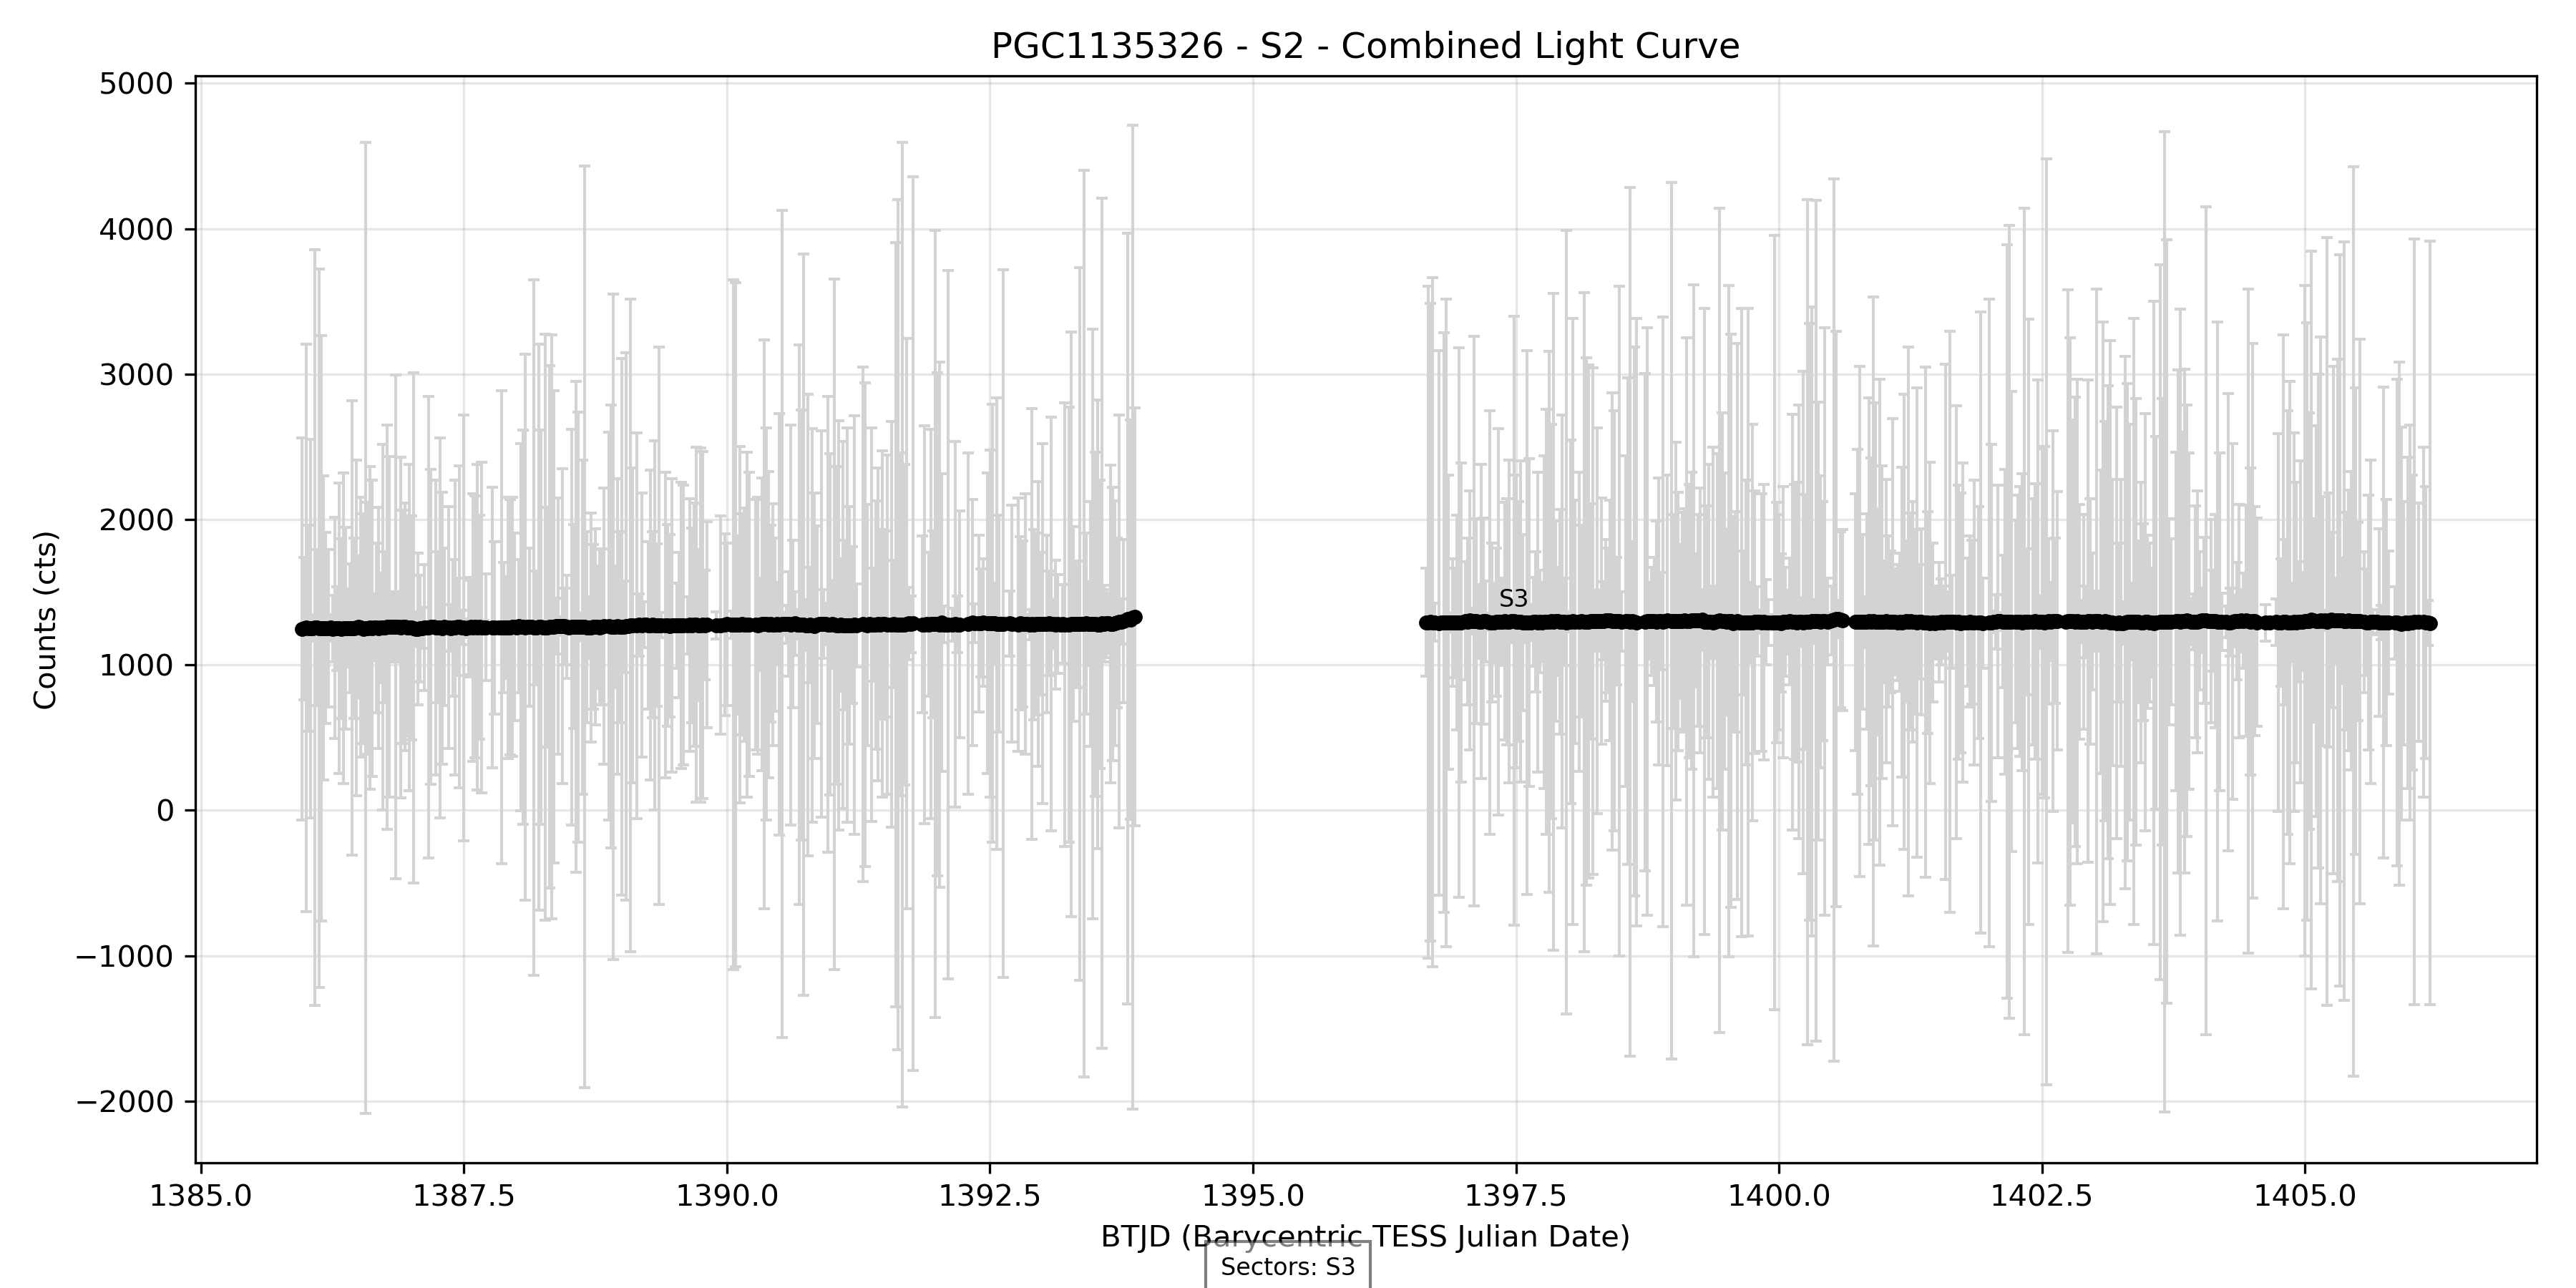 PGC1135326 - S2 - Combined Light Curve
5000
4000
3000
2000
1000
0
−1000
−2000
Counts (cts)
S3
1385.0 1387.5 1390.0 1392.5 1395.0 1397.5 1400.0 1402.5 1405.0
BTJD (Barycentric TESS Julian Date)
Sectors: S3